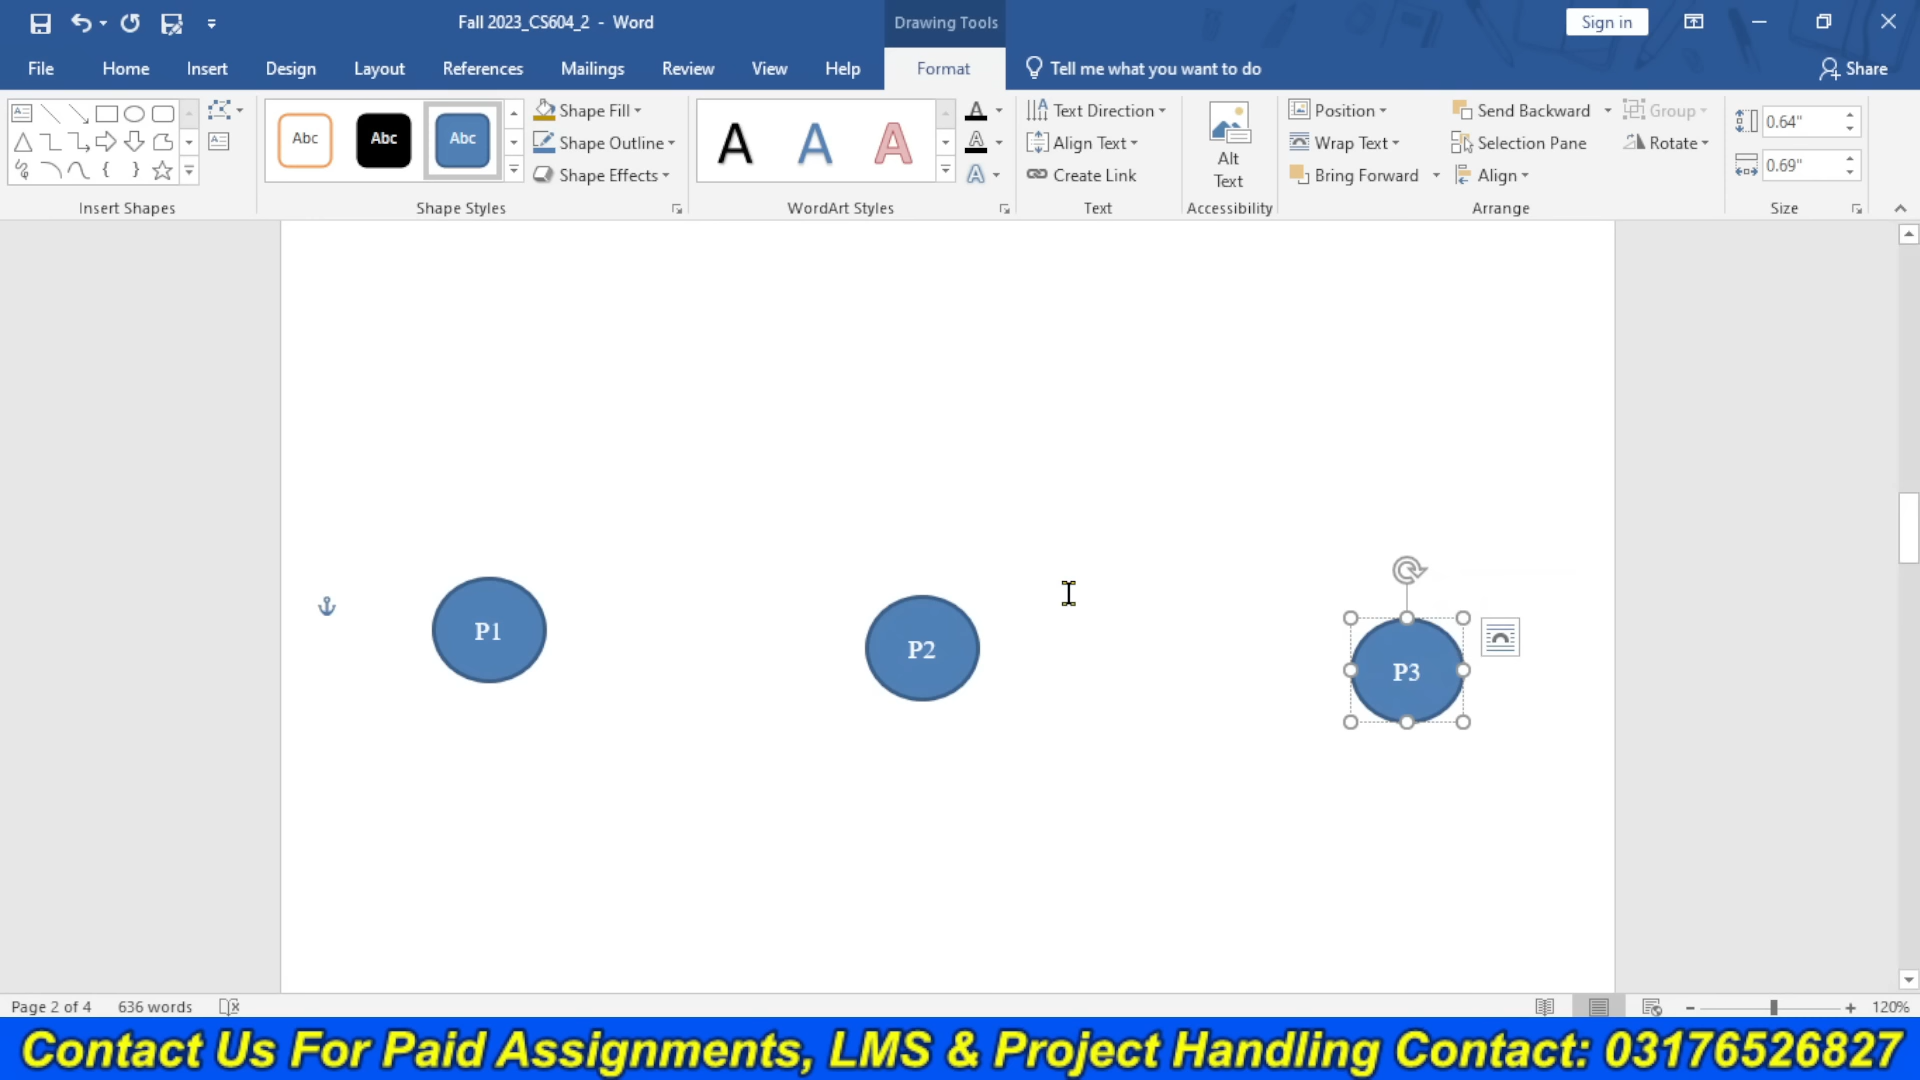 Fall 2023_CS604_2 - Word
Drawing Tools
Sign in
File Home Insert Design Layout References Mailings Review View Help Format Tell me what you want to do Share
Abc Abc Abc
Shape Fill
Shape Outline
Shape Effects
A A A
A
A
A
Text Direction
Align Text
Create Link
Alt
Text
Position
Wrap Text
Bring Forward
Send Backward
Selection Pane
Align
Group
Rotate
0.64"
0.69"
Insert Shapes Shape Styles WordArt Styles Text Accessibility Arrange Size
P1
P2
P3
Page 2 of 4 636 words 120%
Contact Us For Paid Assignments, LMS & Project Handling Contact: 03176526827